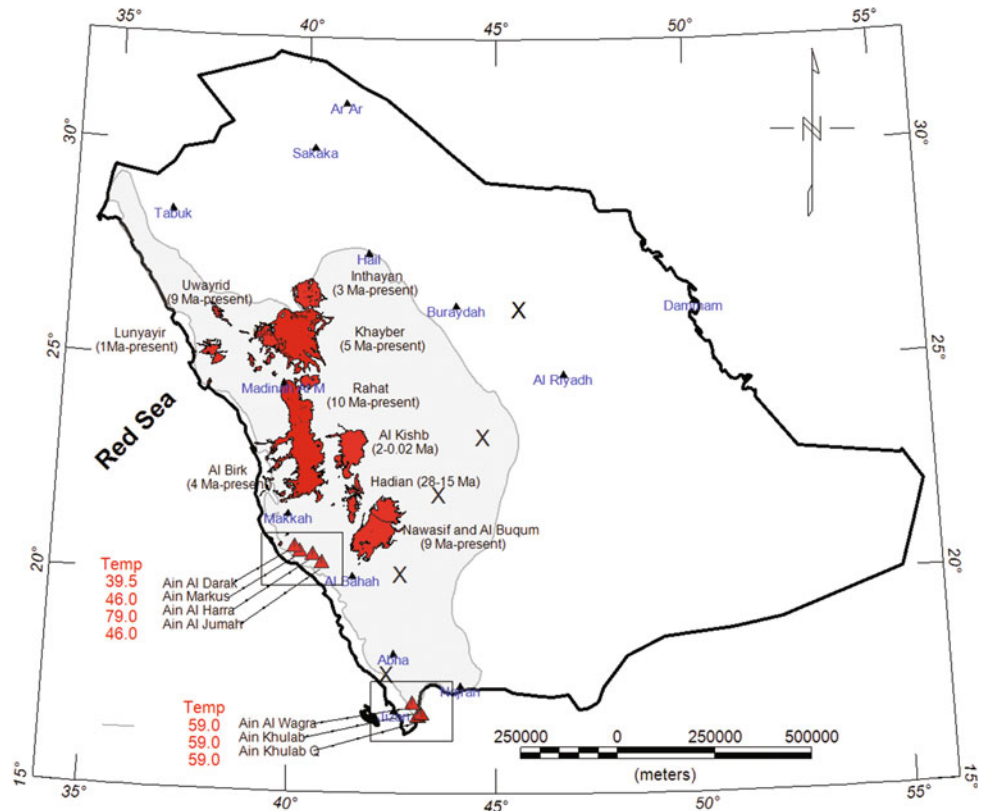 35° 40° 45° 50° 55°
30° 30°
Ar Ar
Sakaka
Tabuk
Hail
Inthayan
(3 Ma-present)
Uwayrid
(9 Ma-present)
Buraydah
X
Dammam
Lunyayir
(1Ma-present)
Khayber
(5 Ma-present)
25° 25°
Al Riyadh
Rahat
(10 Ma-present)
Red Sea
Al Kishb
(2-0.02 Ma)
X
Al Birk
(4 Ma-present)
Hadian (28-15 Ma)
X
Makkah
Nawasif and Al Buqum
(9 Ma-present)
20° 20°
Temp
39.5
46.0
79.0
46.0
Ain Al Darak
Ain Markus
Ain Al Harra
Ain Al Jumah
Al Bahah
X
Abha
X
Najran
Jizan
Temp
59.0
59.0
59.0
Ain Al Wagra
Ain Khulab
Ain Khulab Q
250000 0 250000 500000
(meters)
15° 15°
35° 40° 45° 50° 55°
N